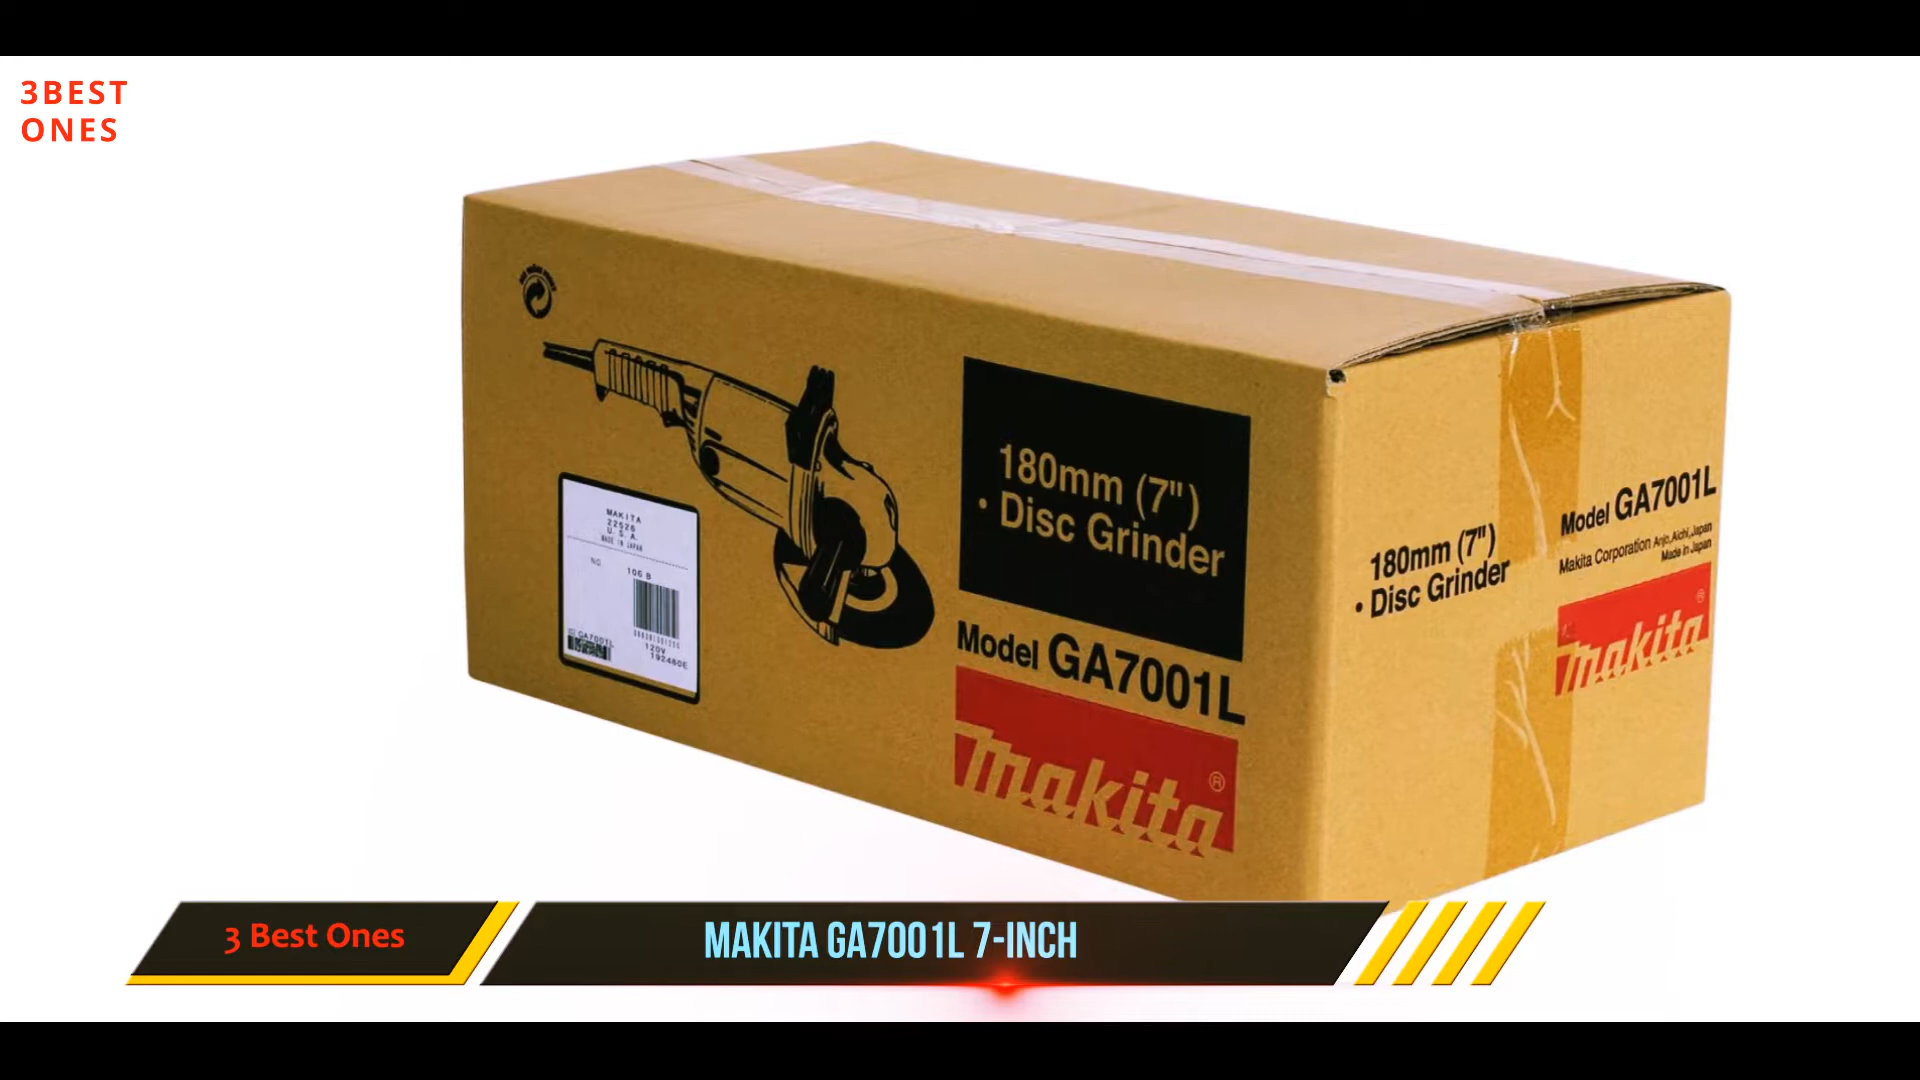 3BEST
ONES
180mm (7")
• Disc Grinder
Model GA7001L
makita®
MAKITA
22526
U. S. A.
MADE IN JAPAN
NO.
106 B
GA7001L
120V
192460E
180mm (7")
• Disc Grinder
Model GA7001L
Makita Corporation Anjo, Aichi, Japan
Made in Japan
makita®
3 Best Ones
MAKITA GA7001L 7-INCH